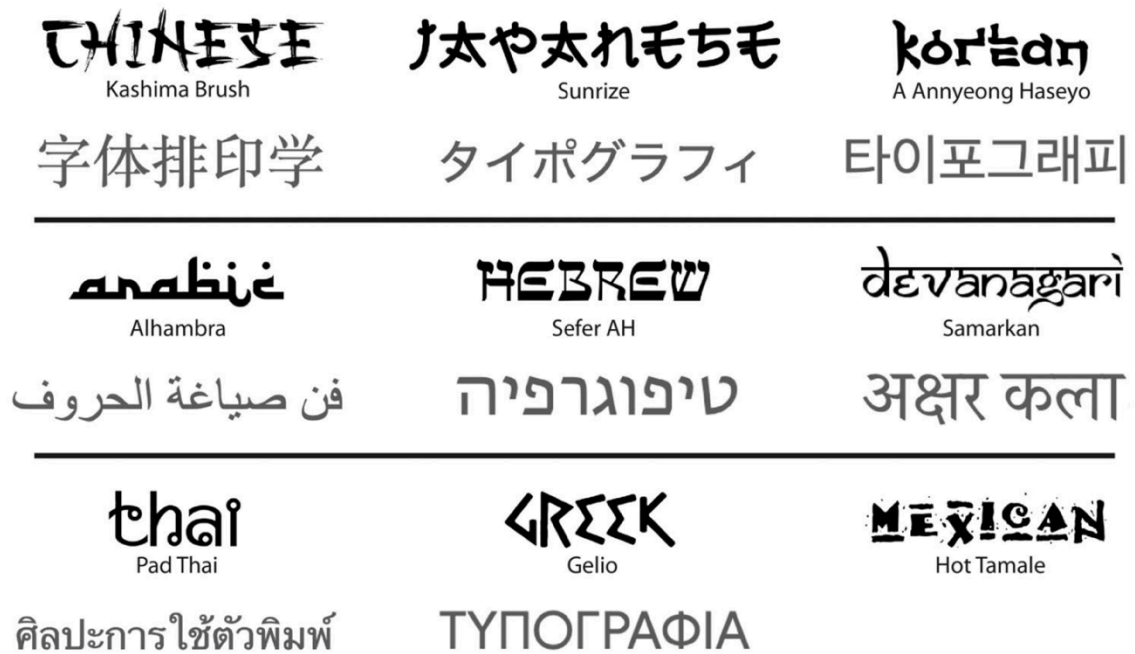 CHINESE JAPANESE korean
Kashima Brush Sunrize A Annyeong Haseyo
字体排印学 タイポグラフィ 타이포그래피
arabic HEBREW devanagari
Alhambra Sefer AH Samarkan
فن صياغة الحروف טיפוגרפיה अक्षर कला
thai GREEK MEXICAN
Pad Thai Gelio Hot Tamale
ศิลปะการใช้ตัวพิมพ์ ΤΥΠΟΓΡΑΦΙΑ